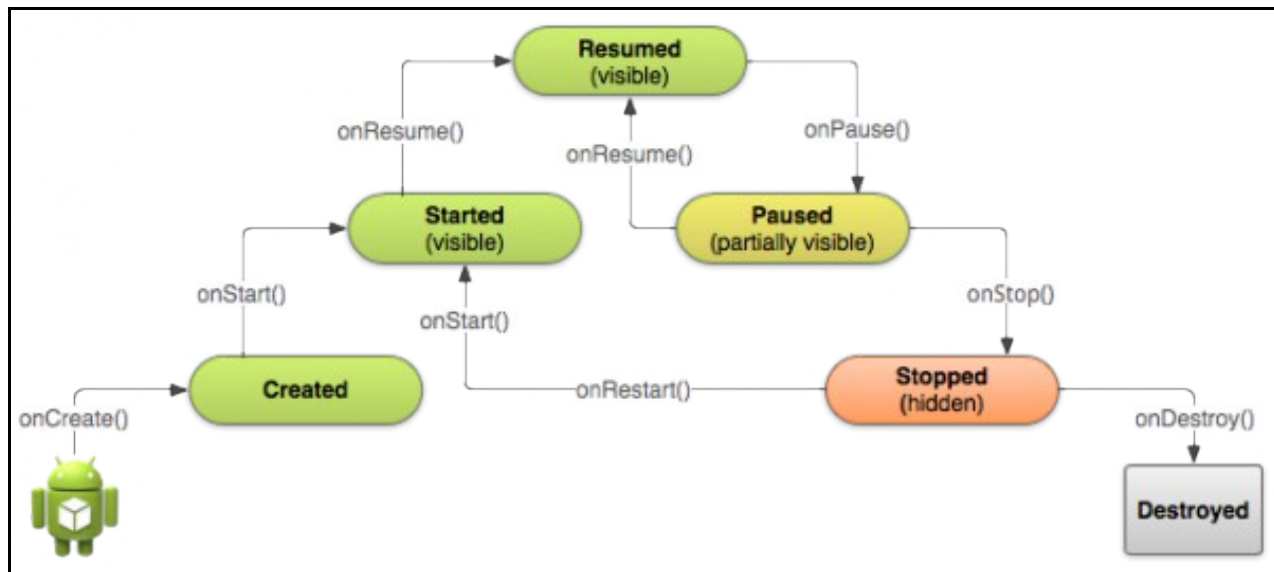 Resumed
(visible)
onResume()
onResume()
onPause()
Started
(visible)
Paused
(partially visible)
onStart()
onStart()
onStop()
Created
onRestart()
Stopped
(hidden)
onCreate()
onDestroy()
Destroyed